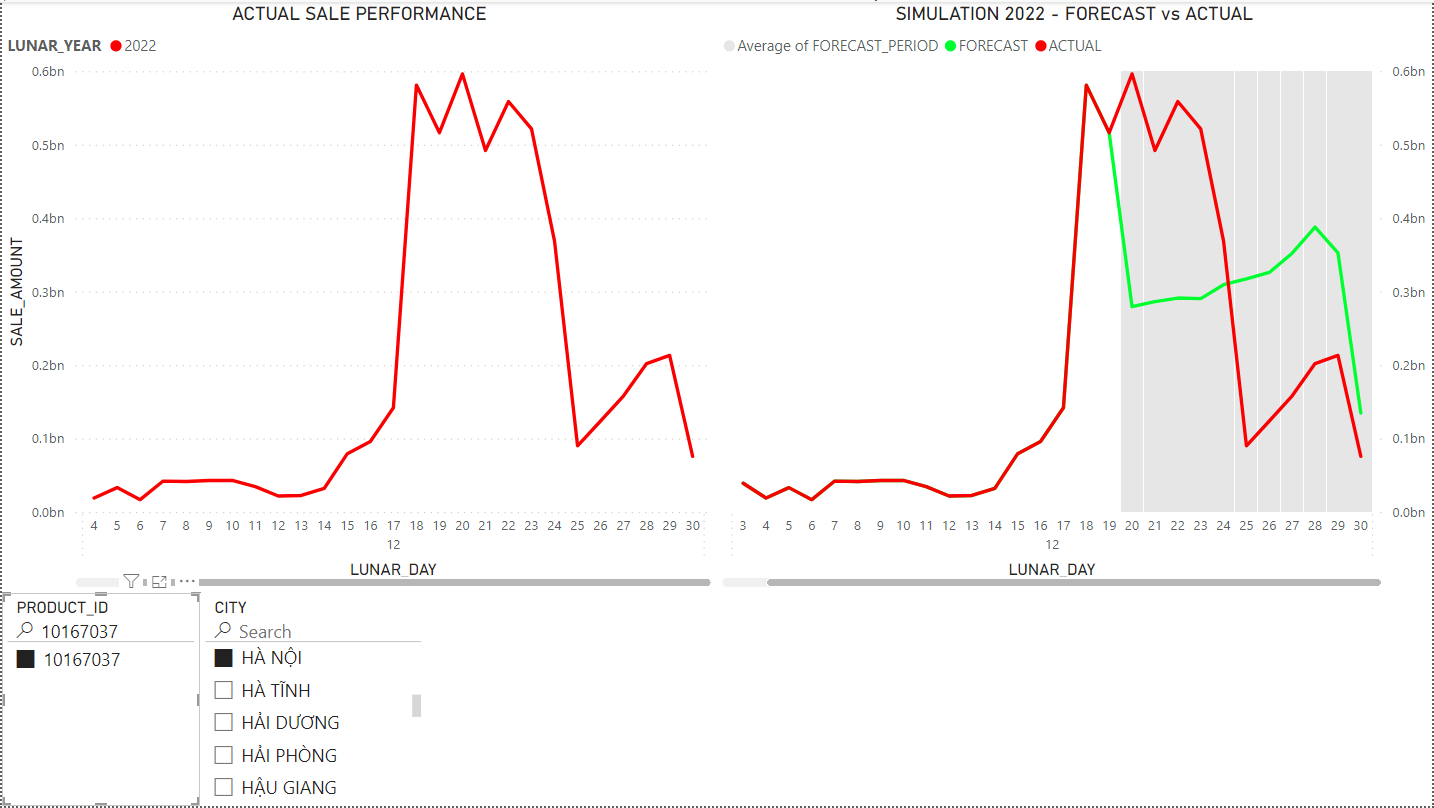 ACTUAL SALE PERFORMANCE
LUNAR_YEAR 2022
0.6bn
0.5bn
0.4bn
0.3bn
0.2bn
0.1bn
0.0bn
SALE_AMOUNT
4 5 6 7 8 9 10 11 12 13 14 15 16 17 18 19 20 21 22 23 24 25 26 27 28 29 30
12
LUNAR_DAY
SIMULATION 2022 - FORECAST vs ACTUAL
Average of FORECAST_PERIOD FORECAST ACTUAL
0.6bn
0.5bn
0.4bn
0.3bn
0.2bn
0.1bn
0.0bn
3 4 5 6 7 8 9 10 11 12 13 14 15 16 17 18 19 20 21 22 23 24 25 26 27 28 29 30
12
LUNAR_DAY
PRODUCT_ID
10167037
10167037
CITY
Search
HÀ NỘI
HÀ TĨNH
HẢI DƯƠNG
HẢI PHÒNG
HẬU GIANG